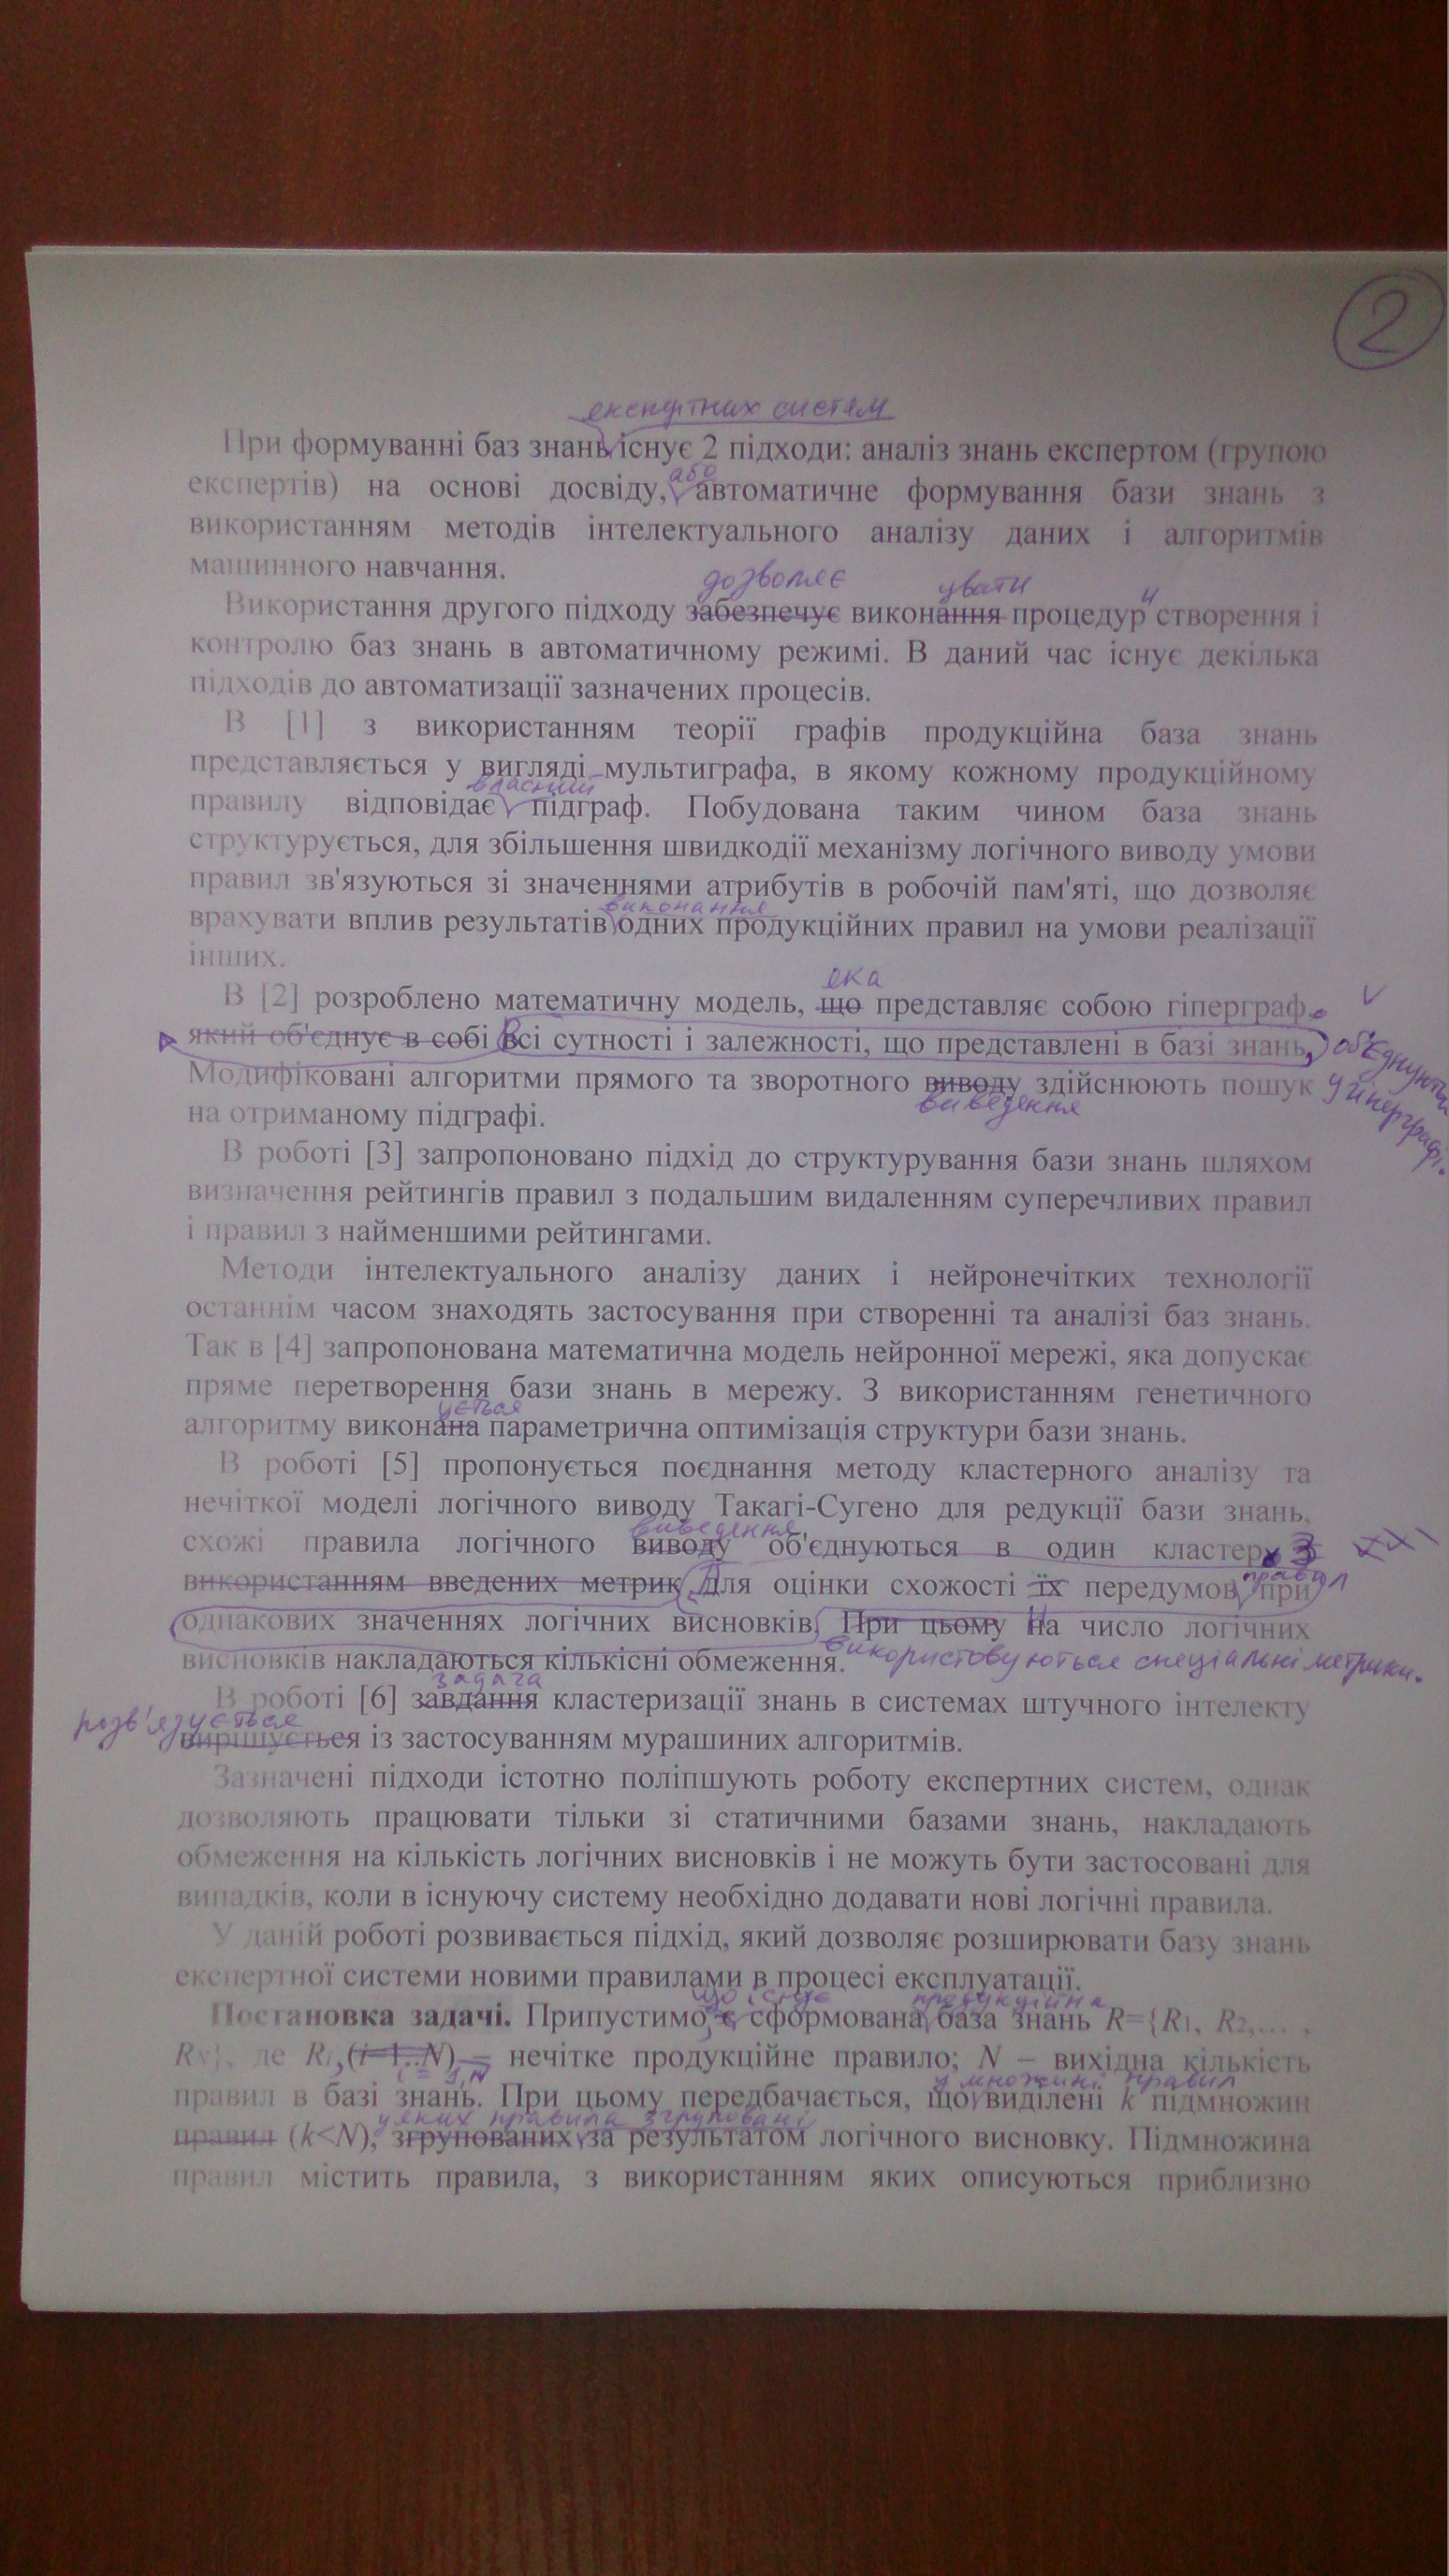 2
експертних систем
При формуванні баз знань існує 2 підходи: аналіз знань експертом (групою
або
експертів) на основі досвіду, автоматичне формування бази знань з
використанням методів інтелектуального аналізу даних і алгоритмів
машинного навчання.
дозволяє увати и
Використання другого підходу забезпечує виконання процедур створення і
контролю баз знань в автоматичному режимі. В даний час існує декілька
підходів до автоматизації зазначених процесів.
В [1] з використанням теорії графів продукційна база знань
представляється у вигляді мультиграфа, в якому кожному продукційному
власний
правилу відповідає підграф. Побудована таким чином база знань
структурується, для збільшення швидкодії механізму логічного виводу умови
правил зв'язуються зі значеннями атрибутів в робочій пам'яті, що дозволяє
виконання
врахувати вплив результатів одних продукційних правил на умови реалізації
інших.
яка
В [2] розроблено математичну модель, що представляє собою гіперграф,
який об'єднує в собі всі сутності і залежності, що представлені в базі знань, об'єднуються
Модифіковані алгоритми прямого та зворотного виводу здійснюють пошук у гіперграфі.
виведення
на отриманому підграфі.
В роботі [3] запропоновано підхід до структурування бази знань шляхом
визначення рейтингів правил з подальшим видаленням суперечливих правил
і правил з найменшими рейтингами.
Методи інтелектуального аналізу даних і нейронечітких технології
останнім часом знаходять застосування при створенні та аналізі баз знань.
Так в [4] запропонована математична модель нейронної мережі, яка допускає
пряме перетворення бази знань в мережу. З використанням генетичного
ується
алгоритму виконана параметрична оптимізація структури бази знань.
В роботі [5] пропонується поєднання методу кластерного аналізу та
нечіткої моделі логічного виводу Такагі-Сугено для редукції бази знань,
виведення
схожі правила логічного виводу об'єднуються в один кластер з
правил
використанням введених метрик для оцінки схожості їх передумов при
однакових значеннях логічних висновків. При цьому на число логічних
висновків накладаються кількісні обмеження. використовуються спеціальні метрики.
задача
В роботі [6] завдання кластеризації знань в системах штучного інтелекту
розв'язується
вирішується із застосуванням мурашиних алгоритмів.
Зазначені підходи істотно поліпшують роботу експертних систем, однак
дозволяють працювати тільки зі статичними базами знань, накладають
обмеження на кількість логічних висновків і не можуть бути застосовані для
випадків, коли в існуючу систему необхідно додавати нові логічні правила.
У даній роботі розвивається підхід, який дозволяє розширювати базу знань
експертної системи новими правилами в процесі експлуатації.
що існує продукційна
Постановка задачі. Припустимо, є сформована база знань R={R1, R2,... ,
RN}, де Ri,(i=1..N) – нечітке продукційне правило; N – вихідна кількість
i = 1,N у множині правил
правил в базі знань. При цьому передбачається, що виділені k підмножин
у яких правила згруповані
правил (k<N), згрупованих за результатом логічного висновку. Підмножина
правил містить правила, з використанням яких описуються приблизно